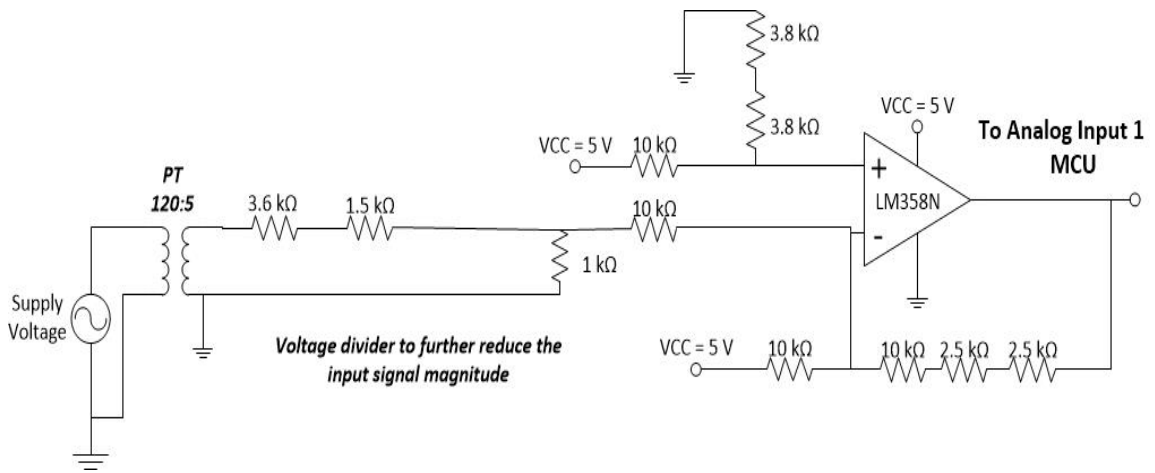 3.8 kΩ
3.8 kΩ
VCC = 5 V
To Analog Input 1
MCU
VCC = 5 V
10 kΩ
+
LM358N
-
PT
120:5
3.6 kΩ
1.5 kΩ
10 kΩ
1 kΩ
Supply
Voltage
Voltage divider to further reduce the
input signal magnitude
VCC = 5 V
10 kΩ
10 kΩ
2.5 kΩ
2.5 kΩ